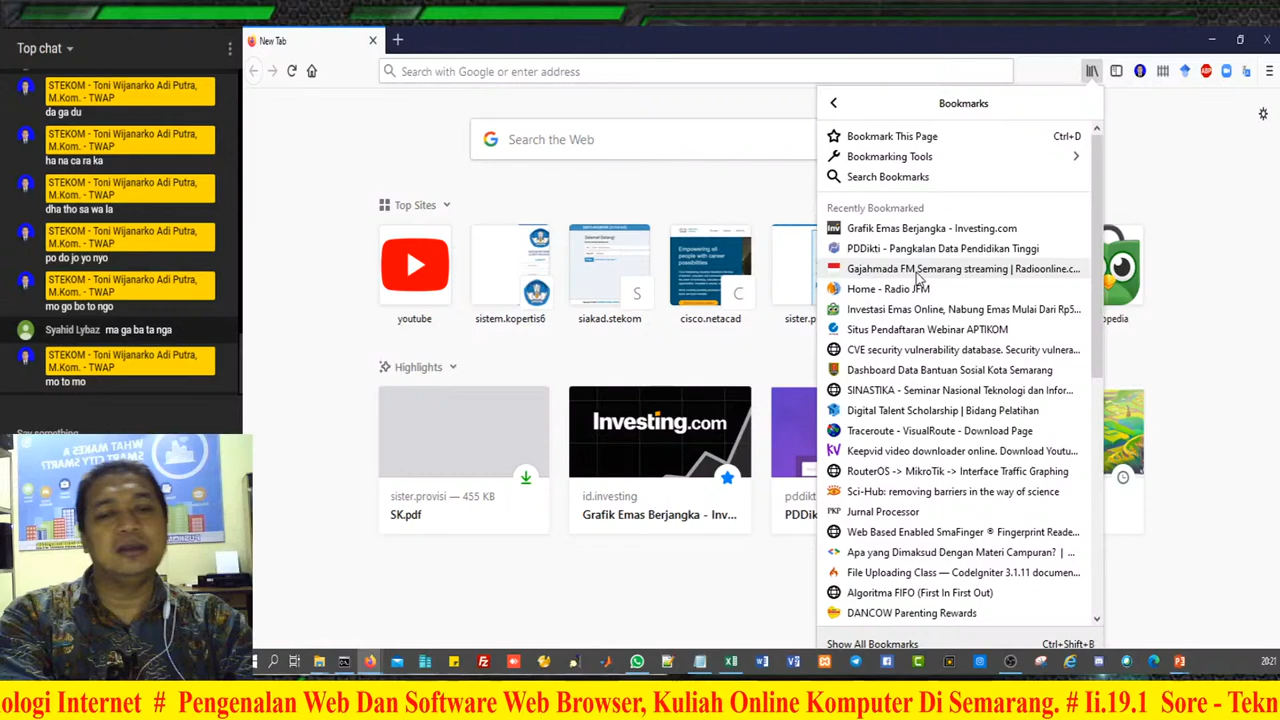 Top chat
STEKOM - Toni Wijanarko Adi Putra,
M.Kom. - TWAP
da ga du
STEKOM - Toni Wijanarko Adi Putra,
M.Kom. - TWAP
ha na ca ra ka
STEKOM - Toni Wijanarko Adi Putra,
M.Kom. - TWAP
dha tho sa wa la
STEKOM - Toni Wijanarko Adi Putra,
M.Kom. - TWAP
po do jo yo nyo
STEKOM - Toni Wijanarko Adi Putra,
M.Kom. - TWAP
mo go bo to ngo
Syahid Lybaz ma ga ba ta nga
STEKOM - Toni Wijanarko Adi Putra,
M.Kom. - TWAP
mo to mo
New Tab
Search with Google or enter address
Search the Web
Top Sites
youtube
sistem.kopertis6
S
siakad.stekom
C
cisco.netacad
sister.p
opedia
Highlights
sister.provisi — 455 KB
SK.pdf
Investing.com
id.investing
Grafik Emas Berjangka - Inv...
pddikt
PDDik
Bookmarks
Bookmark This Page Ctrl+D
Bookmarking Tools
Search Bookmarks
Recently Bookmarked
Inv Grafik Emas Berjangka - Investing.com
PDDikti - Pangkalan Data Pendidikan Tinggi
Gajahmada FM Semarang streaming | Radioonline.c...
Home - Radio JFM
Investasi Emas Online, Nabung Emas Mulai Dari Rp5...
Situs Pendaftaran Webinar APTIKOM
CVE security vulnerability database. Security vulnera...
Dashboard Data Bantuan Sosial Kota Semarang
SINASTIKA - Seminar Nasional Teknologi dan Infor...
Digital Talent Scholarship | Bidang Pelatihan
Traceroute - VisualRoute - Download Page
KV Keepvid video downloader online. Download Youtu...
RouterOS -> MikroTik -> Interface Traffic Graphing
Sci-Hub: removing barriers in the way of science
PKP Jurnal Processor
Web Based Enabled SmaFinger ® Fingerprint Reade...
Apa yang Dimaksud Dengan Materi Campuran? | ...
File Uploading Class — CodeIgniter 3.1.11 documen...
Algoritma FIFO (First In First Out)
DANCOW Parenting Rewards
Show All Bookmarks Ctrl+Shift+B
WHAT MAKES A
CITY SMART
20:21
ologi Internet # Pengenalan Web Dan Software Web Browser, Kuliah Online Komputer Di Semarang. # Ii.19.1 Sore - Tekn